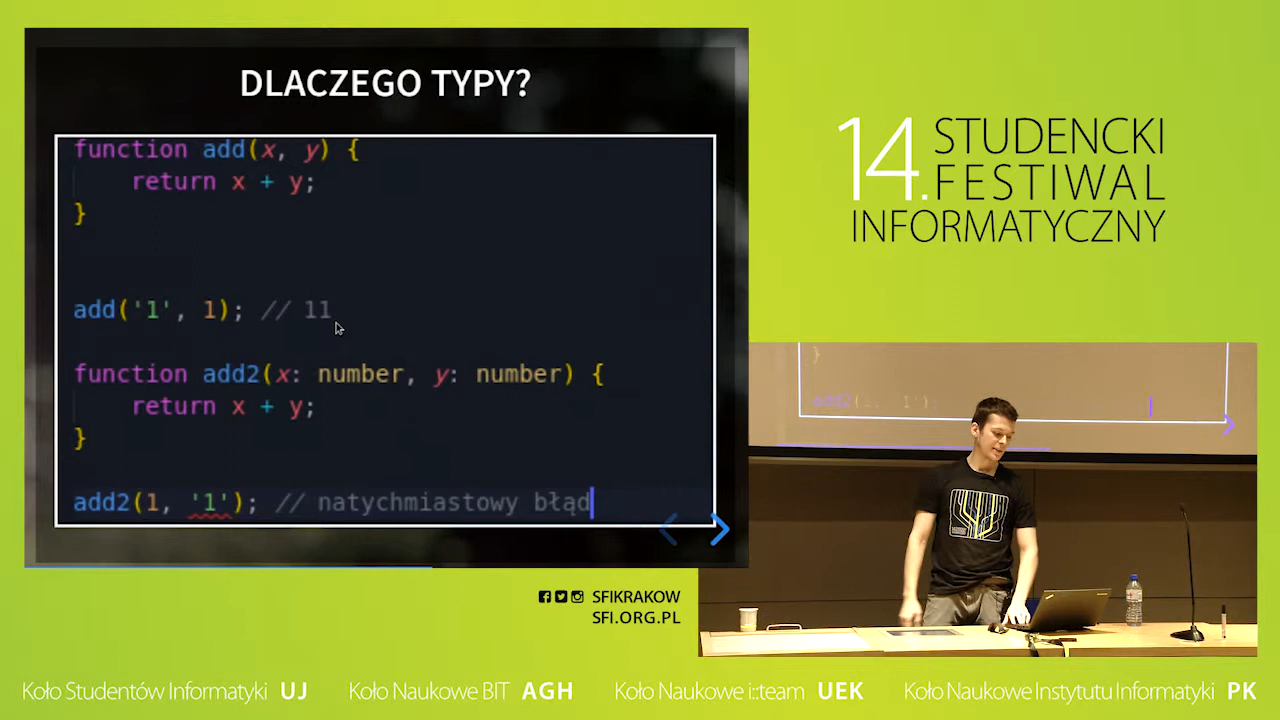 DLACZEGO TYPY?
function add(x, y) {
return x + y;
}
add('1', 1); // 11
function add2(x: number, y: number) {
return x + y;
}
add2(1, '1'); // natychmiastowy błąd
14. STUDENCKI
FESTIWAL
INFORMATYCZNY
}
SFIKRAKOW
SFI.ORG.PL
Koło Studentów Informatyki UJ
Koło Naukowe BIT AGH
Koło Naukowe i::team UEK
Koło Naukowe Instytutu Informatyki PK